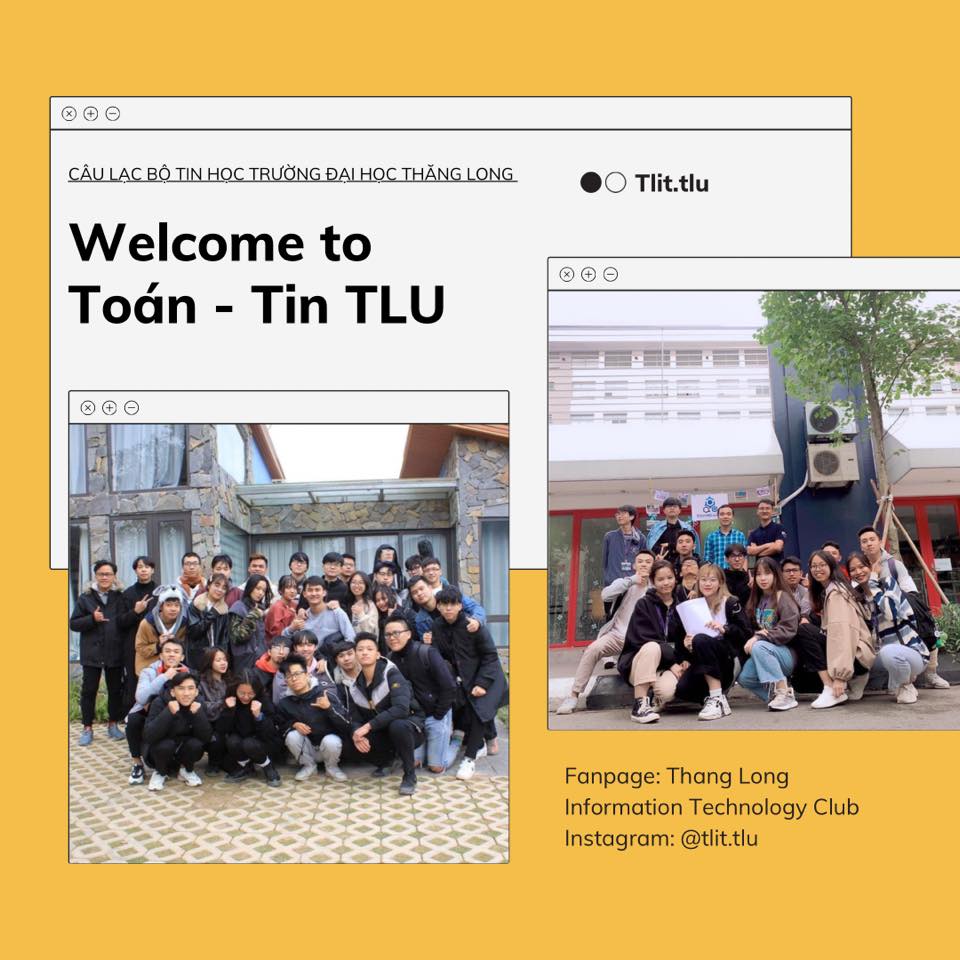 CÂU LẠC BỘ TIN HỌC TRƯỜNG ĐẠI HỌC THĂNG LONG
Tlit.tlu
Welcome to
Toán - Tin TLU
Fanpage: Thang Long
Information Technology Club
Instagram: @tlit.tlu